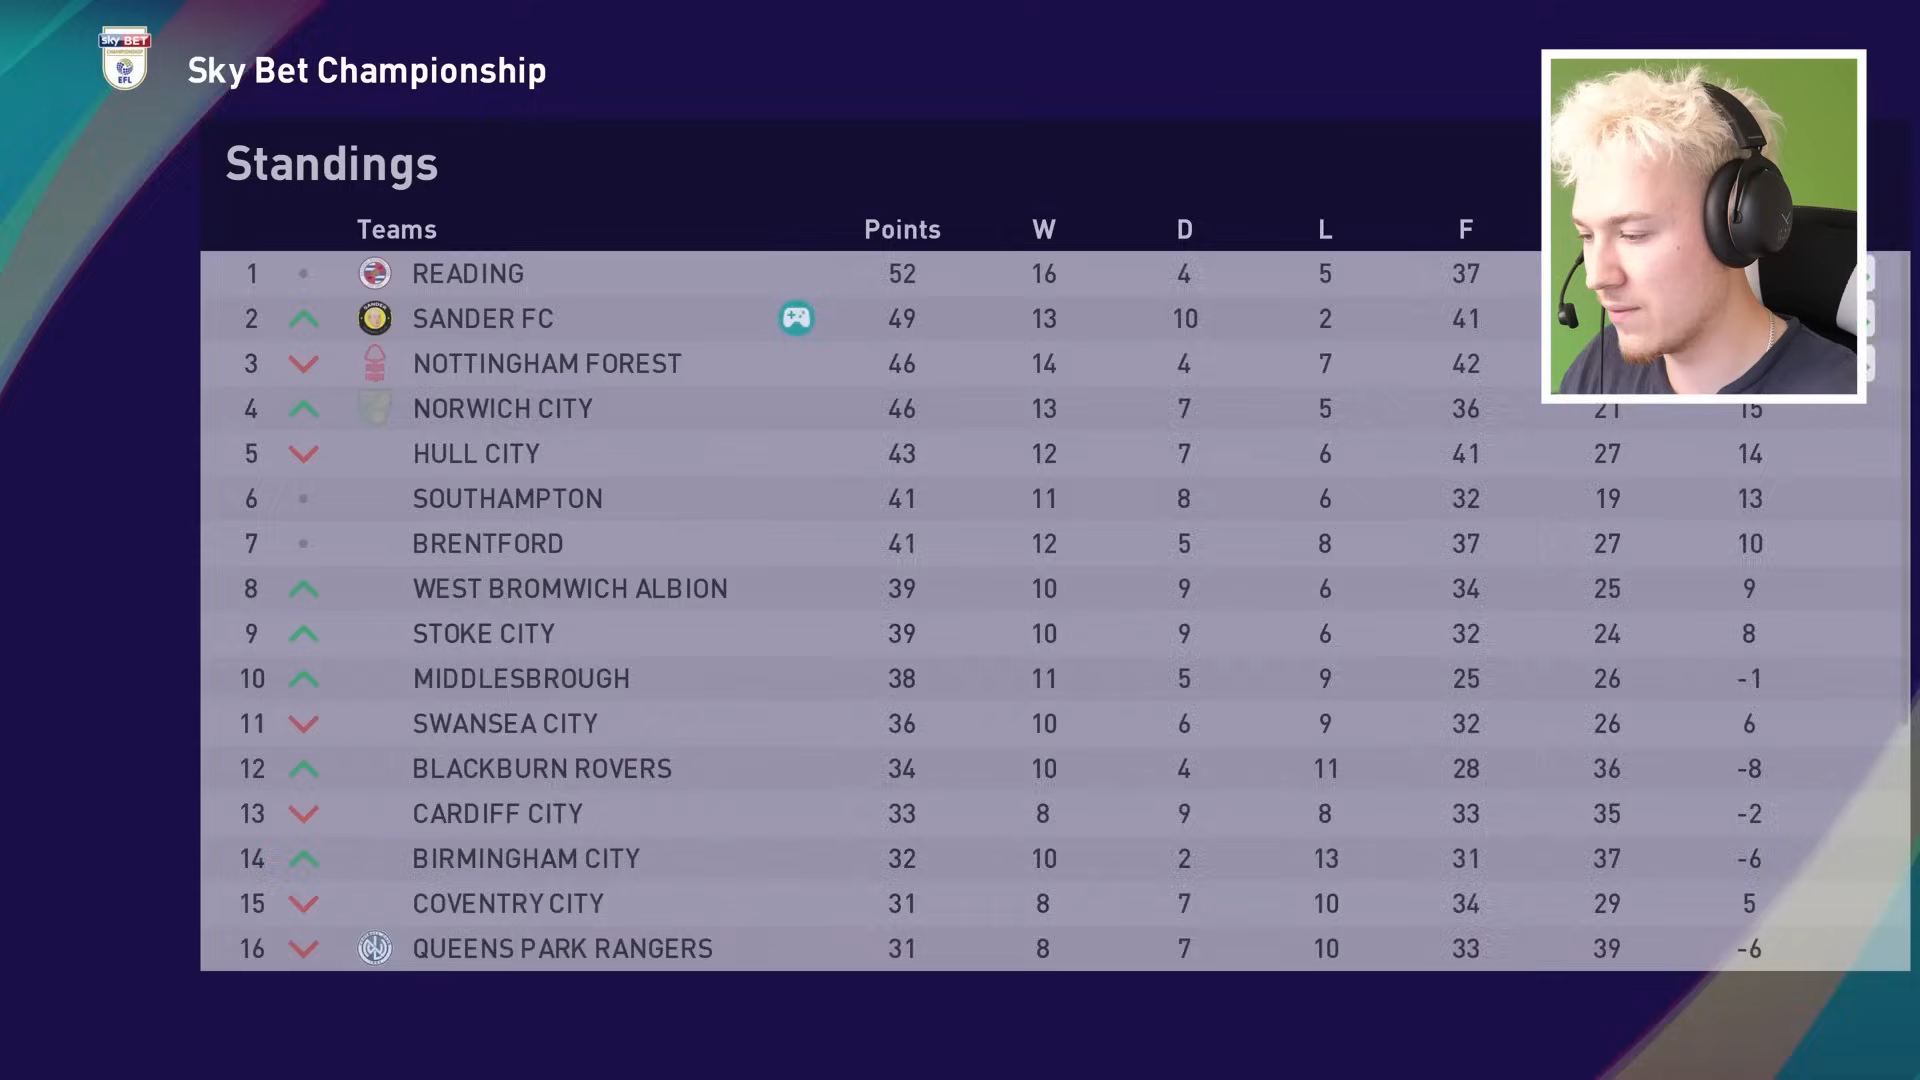 sky BET
CHAMPIONSHIP
EFL
Sky Bet Championship
Standings
Teams Points W D L F
1 READING 52 16 4 5 37
2 SANDER FC 49 13 10 2 41
3 NOTTINGHAM FOREST 46 14 4 7 42
4 NORWICH CITY 46 13 7 5 36 21 15
5 HULL CITY 43 12 7 6 41 27 14
6 SOUTHAMPTON 41 11 8 6 32 19 13
7 BRENTFORD 41 12 5 8 37 27 10
8 WEST BROMWICH ALBION 39 10 9 6 34 25 9
9 STOKE CITY 39 10 9 6 32 24 8
10 MIDDLESBROUGH 38 11 5 9 25 26 -1
11 SWANSEA CITY 36 10 6 9 32 26 6
12 BLACKBURN ROVERS 34 10 4 11 28 36 -8
13 CARDIFF CITY 33 8 9 8 33 35 -2
14 BIRMINGHAM CITY 32 10 2 13 31 37 -6
15 COVENTRY CITY 31 8 7 10 34 29 5
16 QUEENS PARK RANGERS 31 8 7 10 33 39 -6